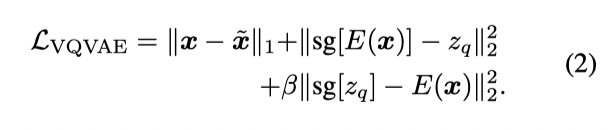 ℒ_VQVAE = ‖𝒙 − 𝒙̃‖₁+‖sg[E(𝒙)] − z_q‖₂²
+β‖sg[z_q] − E(𝒙)‖₂². (2)